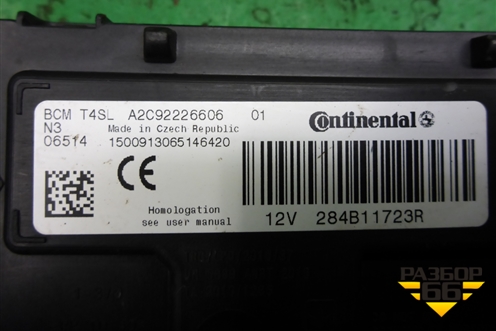 BCM T4SL A2C92226606 01
N3 Made in Czech Republic
06514 1500913065146420
Continental
CE
Homologation
see user manual
12V 284B11723R
РАЗБОР
66